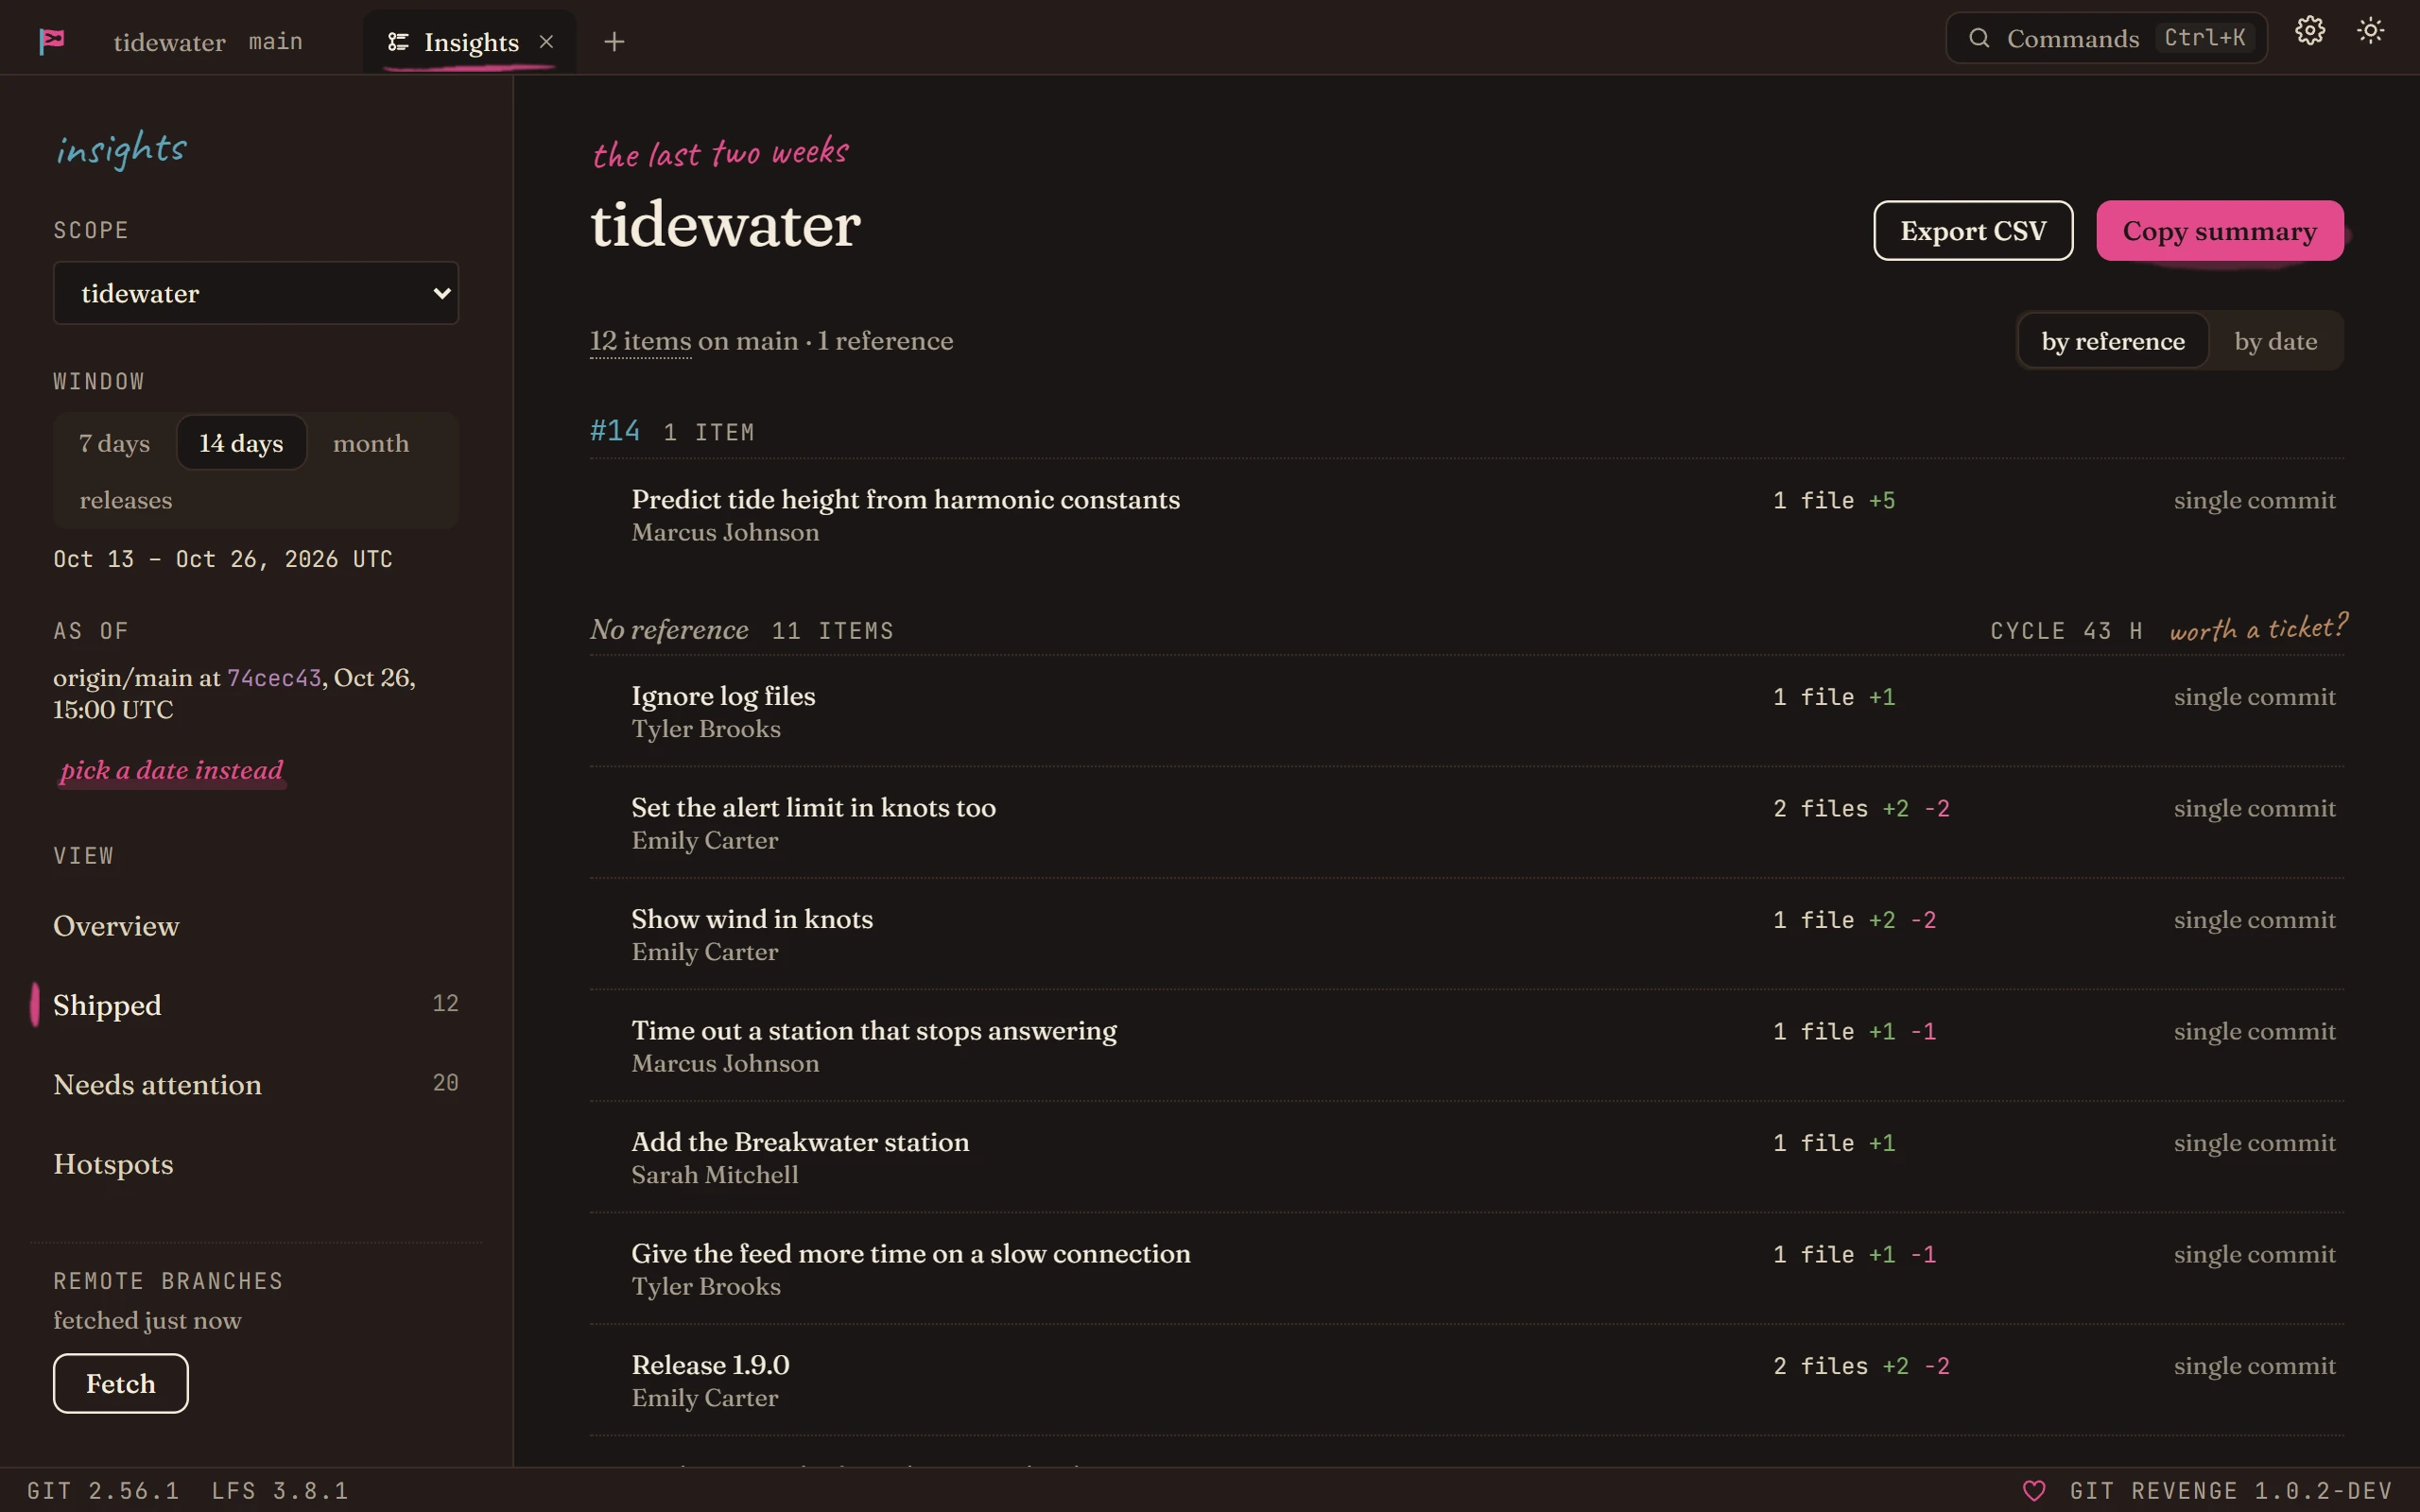 tidewater main
Insights
Commands Ctrl+K
insights
SCOPE
tidewater
WINDOW
7 days 14 days month
releases
Oct 13 – Oct 26, 2026 UTC
AS OF
origin/main at 74cec43, Oct 26,
15:00 UTC
pick a date instead
VIEW
Overview
Shipped 12
Needs attention 20
Hotspots
REMOTE BRANCHES
fetched just now
Fetch
the last two weeks
tidewater
Export CSV Copy summary
12 items on main · 1 reference
by reference by date
#14 1 ITEM
Predict tide height from harmonic constants 1 file +5 single commit
Marcus Johnson
No reference 11 ITEMS CYCLE 43 H worth a ticket?
Ignore log files 1 file +1 single commit
Tyler Brooks
Set the alert limit in knots too 2 files +2 -2 single commit
Emily Carter
Show wind in knots 1 file +2 -2 single commit
Emily Carter
Time out a station that stops answering 1 file +1 -1 single commit
Marcus Johnson
Add the Breakwater station 1 file +1 single commit
Sarah Mitchell
Give the feed more time on a slow connection 1 file +1 -1 single commit
Tyler Brooks
Release 1.9.0 2 files +2 -2 single commit
Emily Carter
GIT 2.56.1 LFS 3.8.1
GIT REVENGE 1.0.2-DEV